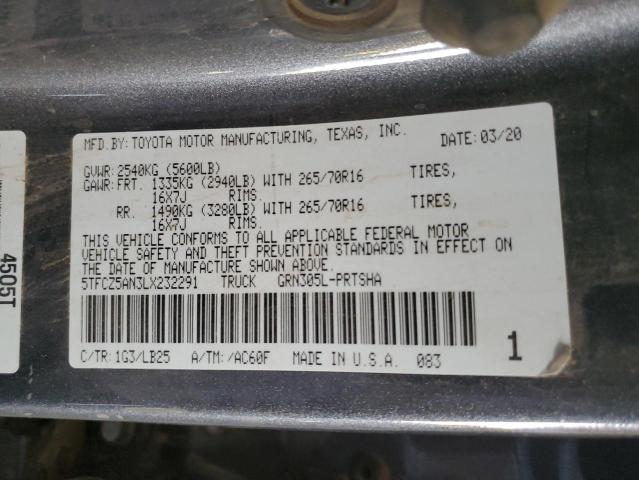 MFD.BY:TOYOTA MOTOR MANUFACTURING, TEXAS, INC. DATE:03/20
GVWR:2540KG (5600LB)
GAWR:FRT. 1335KG (2940LB) WITH 265/70R16 TIRES,
16X7J RIMS.
RR. 1490KG (3280LB) WITH 265/70R16 TIRES,
16X7J RIMS.
THIS VEHICLE CONFORMS TO ALL APPLICABLE FEDERAL MOTOR
VEHICLE SAFETY AND THEFT PREVENTION STANDARDS IN EFFECT ON
THE DATE OF MANUFACTURE SHOWN ABOVE.
5TFCZ5AN3LX232291 TRUCK GRN305L-PRTSHA
C/TR:1G3/LB25 A/TM:/AC60F MADE IN U.S.A. 083 1
4505T